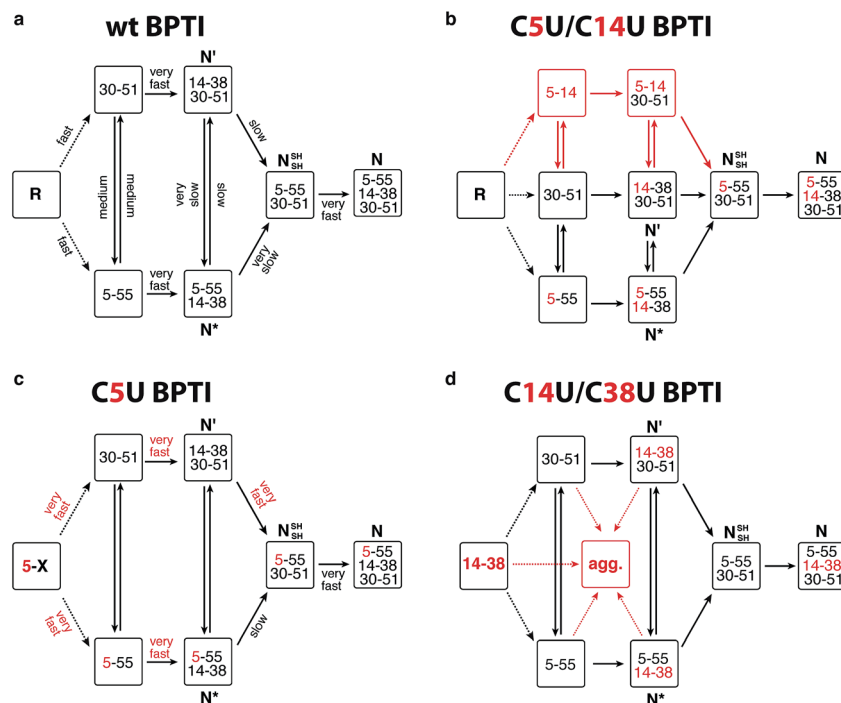 a
wt BPTI
N'
30-51
very
fast
14-38
30-51
fast
slow
R
medium
medium
very
slow
slow
N SH SH
5-55
30-51
very
fast
N
5-55
14-38
30-51
fast
very
slow
5-55
very
fast
5-55
14-38
N*
b
C5U/C14U BPTI
5-14
5-14
30-51
N SH SH
N
R
30-51
14-38
30-51
5-55
30-51
5-55
14-38
30-51
N'
5-55
5-55
14-38
N*
c
C5U BPTI
N'
30-51
very
fast
14-38
30-51
very
fast
very
fast
5-X
N SH SH
5-55
30-51
very
fast
N
5-55
14-38
30-51
very
fast
slow
5-55
very
fast
5-55
14-38
N*
d
C14U/C38U BPTI
N'
30-51
14-38
30-51
14-38
agg.
N SH SH
5-55
30-51
N
5-55
14-38
30-51
5-55
5-55
14-38
N*